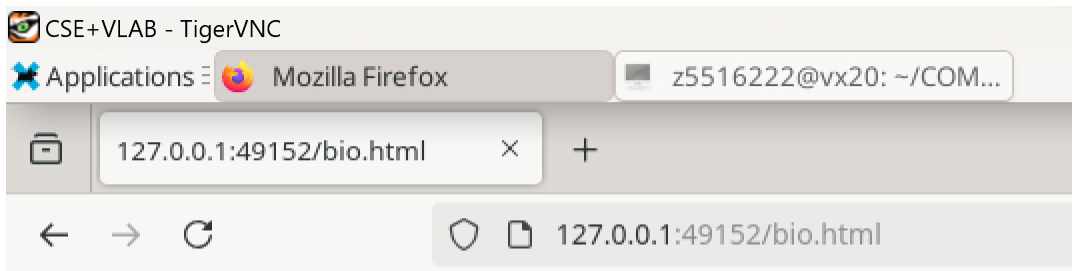 CSE+VLAB - TigerVNC
Applications Mozilla Firefox z5516222@vx20: ~/COM...
127.0.0.1:49152/bio.html
127.0.0.1:49152/bio.html